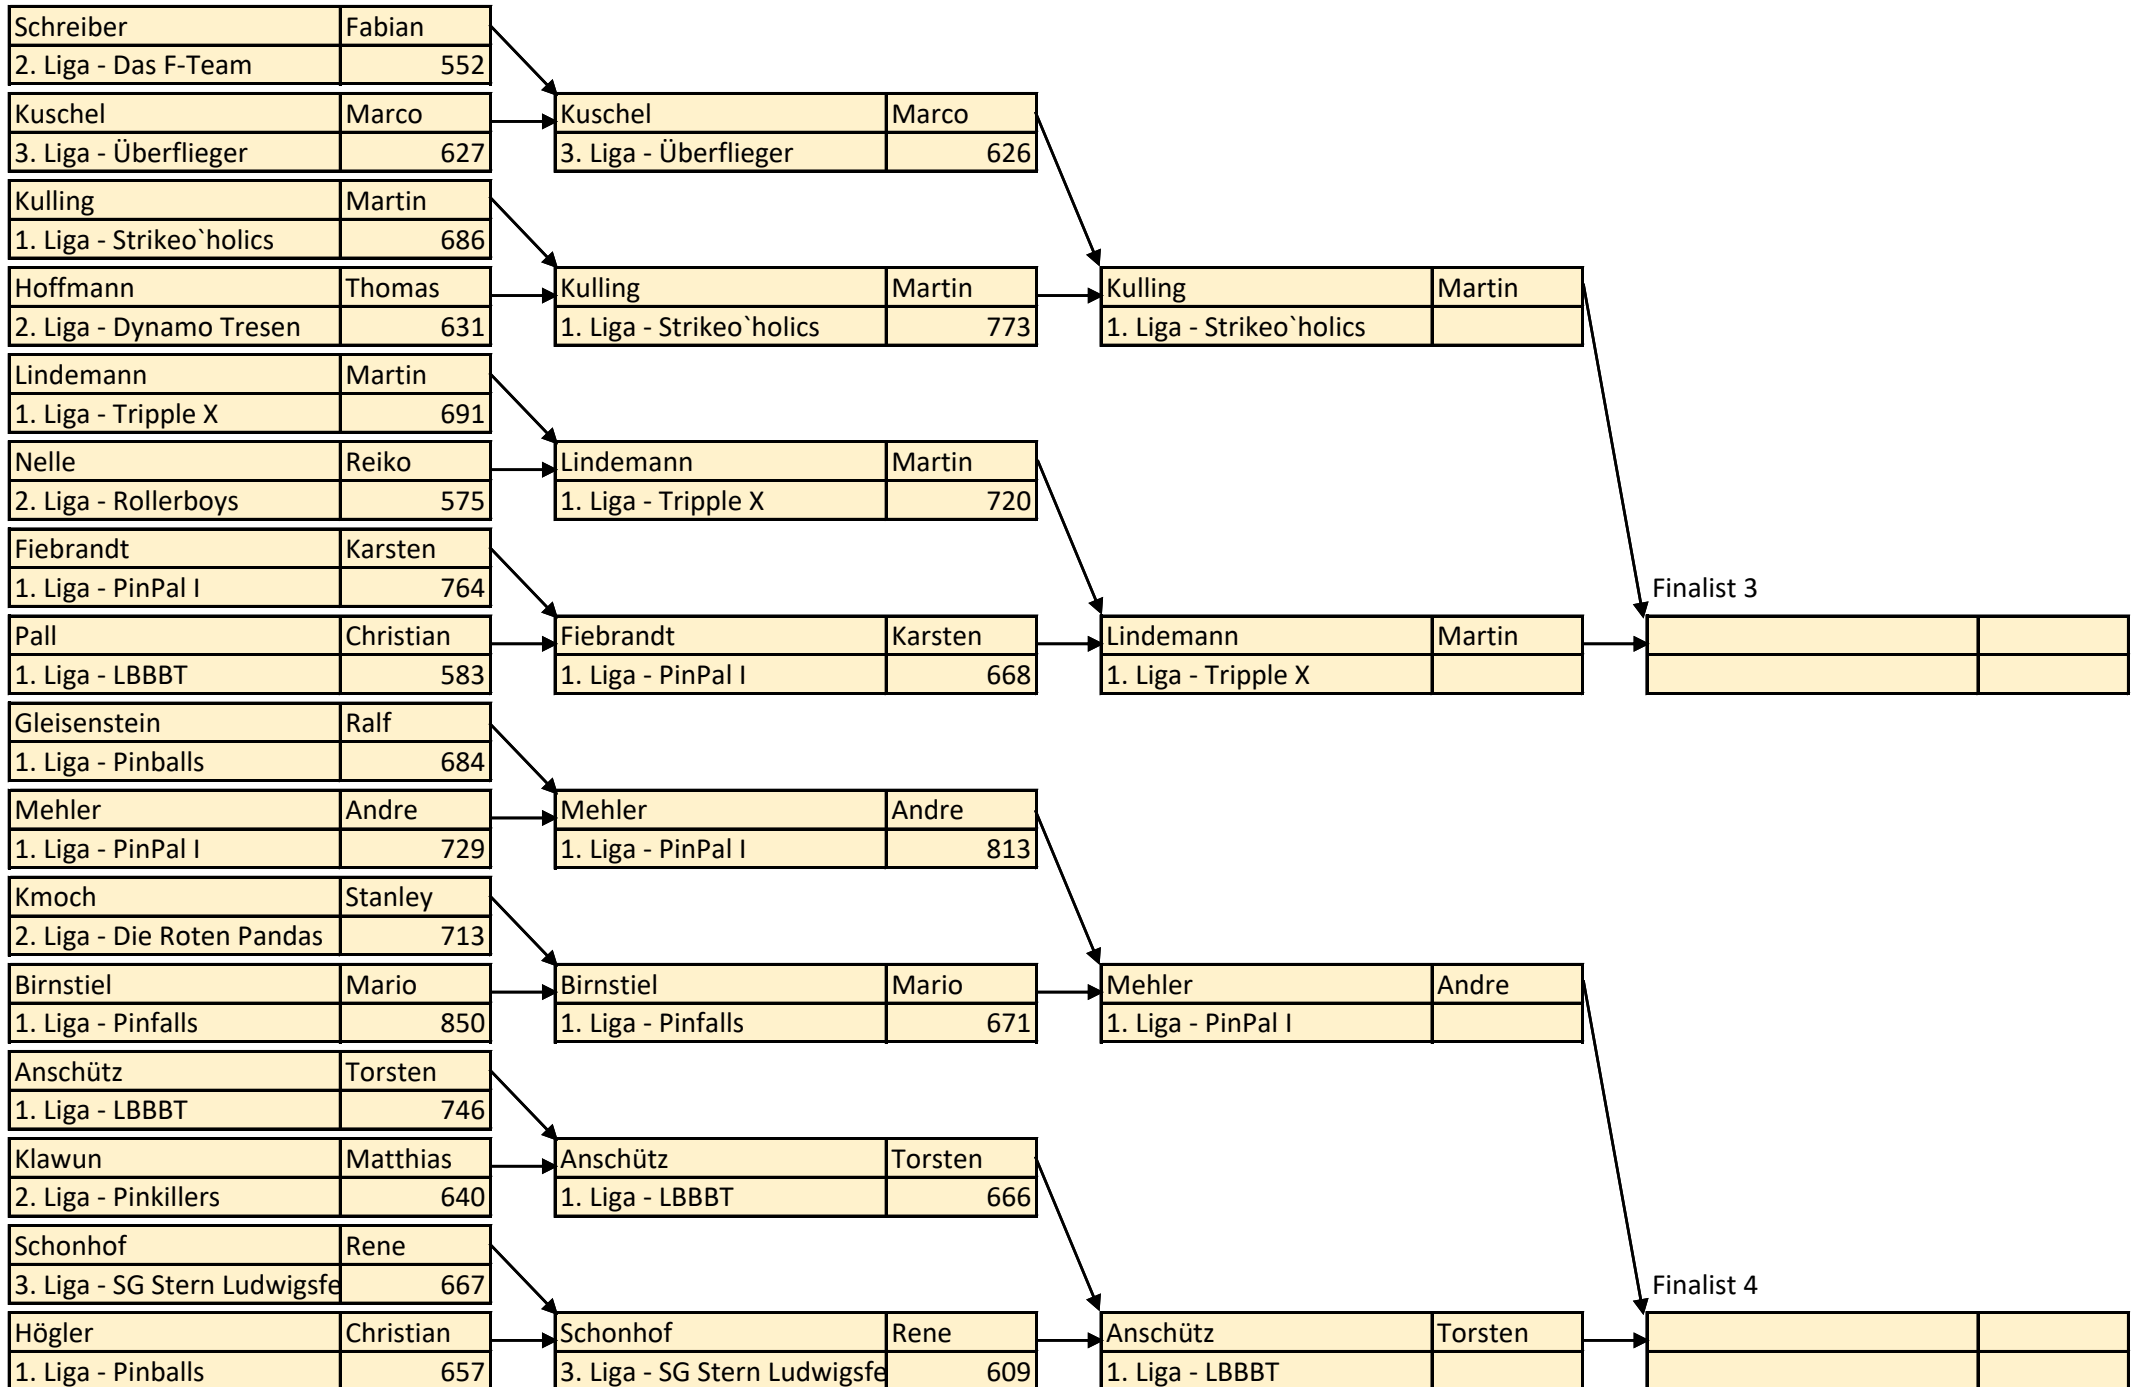 Schreiber Fabian
2. Liga - Das F-Team 552
Kuschel Marco Kuschel Marco
3. Liga - Überflieger 627 3. Liga - Überflieger 626
Kulling Martin
1. Liga - Strikeo`holics 686
Hoffmann Thomas Kulling Martin Kulling Martin
2. Liga - Dynamo Tresen 631 1. Liga - Strikeo`holics 773 1. Liga - Strikeo`holics
Lindemann Martin
1. Liga - Tripple X 691
Nelle Reiko Lindemann Martin
2. Liga - Rollerboys 575 1. Liga - Tripple X 720
Fiebrandt Karsten
1. Liga - PinPal I 764 Finalist 3
Pall Christian Fiebrandt Karsten Lindemann Martin
1. Liga - LBBBT 583 1. Liga - PinPal I 668 1. Liga - Tripple X
Gleisenstein Ralf
1. Liga - Pinballs 684
Mehler Andre Mehler Andre
1. Liga - PinPal I 729 1. Liga - PinPal I 813
Kmoch Stanley
2. Liga - Die Roten Pandas 713
Birnstiel Mario Birnstiel Mario Mehler Andre
1. Liga - Pinfalls 850 1. Liga - Pinfalls 671 1. Liga - PinPal I
Anschütz Torsten
1. Liga - LBBBT 746
Klawun Matthias Anschütz Torsten
2. Liga - Pinkillers 640 1. Liga - LBBBT 666
Schonhof Rene
3. Liga - SG Stern Ludwigsfe 667 Finalist 4
Högler Christian Schonhof Rene Anschütz Torsten
1. Liga - Pinballs 657 3. Liga - SG Stern Ludwigsfe 609 1. Liga - LBBBT